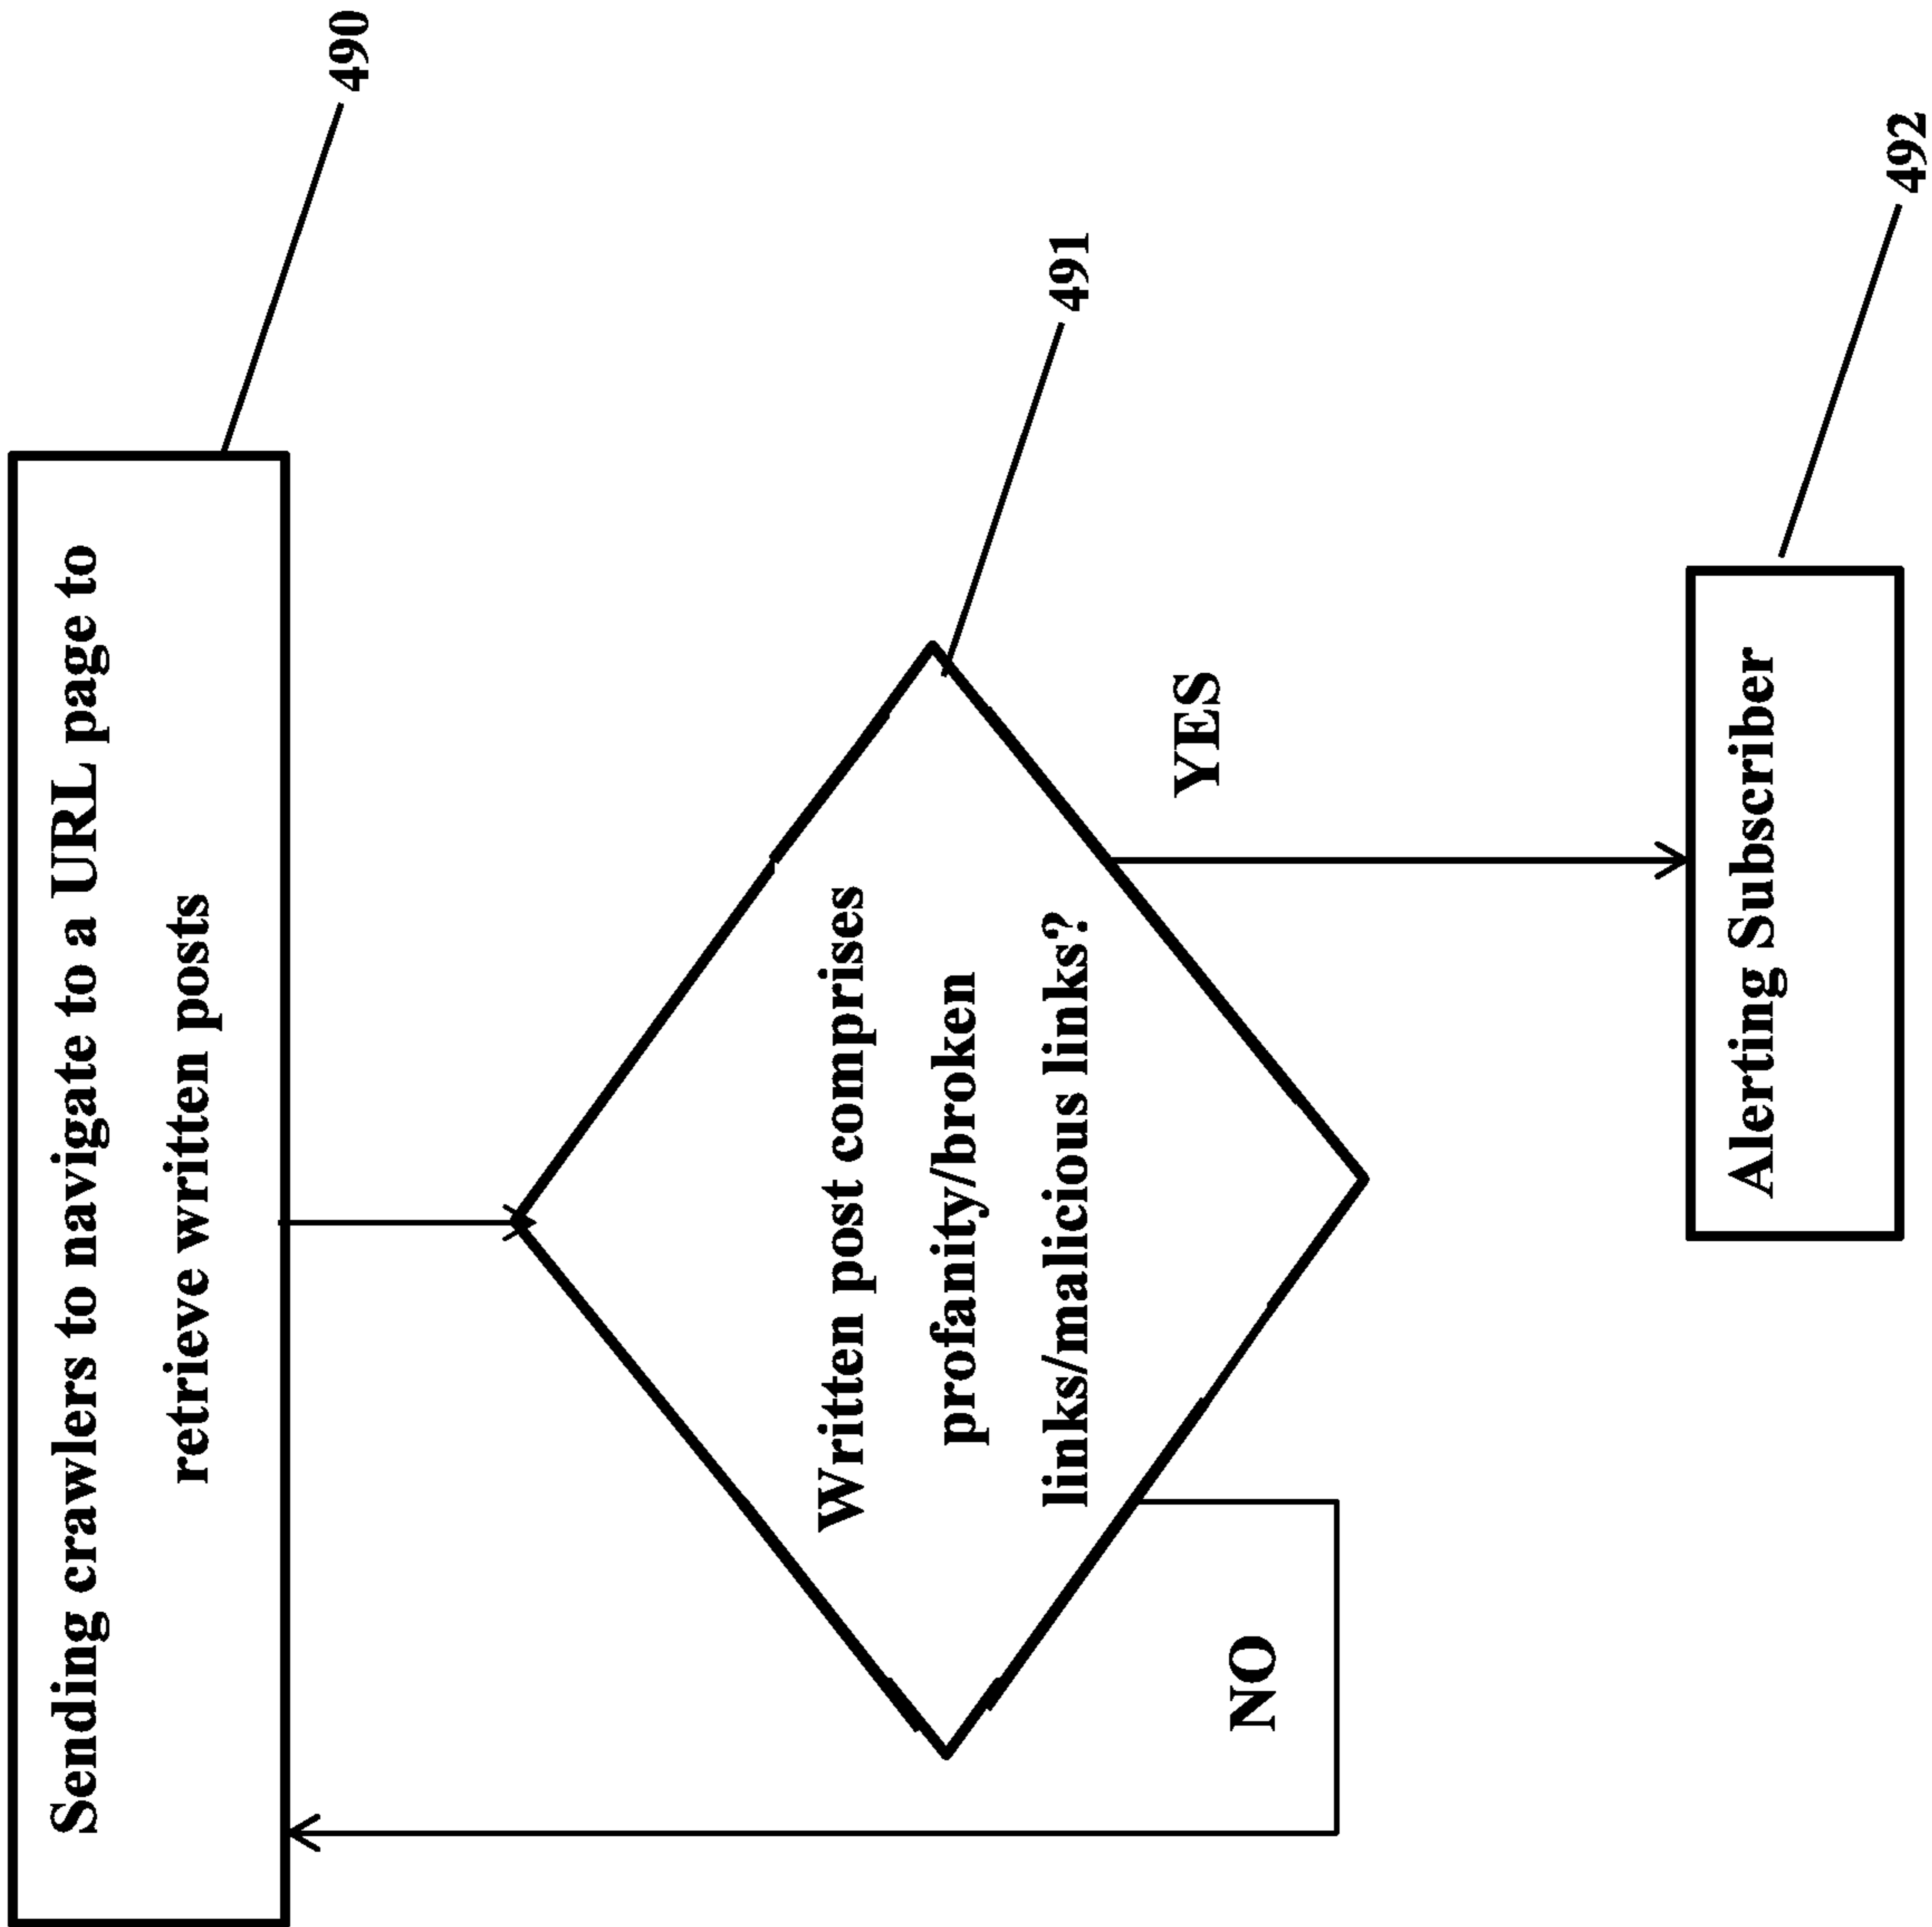 Sending crawlers to navigate to a URL page to
retrieve written posts
490
Written post comprises
profanity/broken
links/malicious links?
491
NO
YES
Alerting Subscriber
492